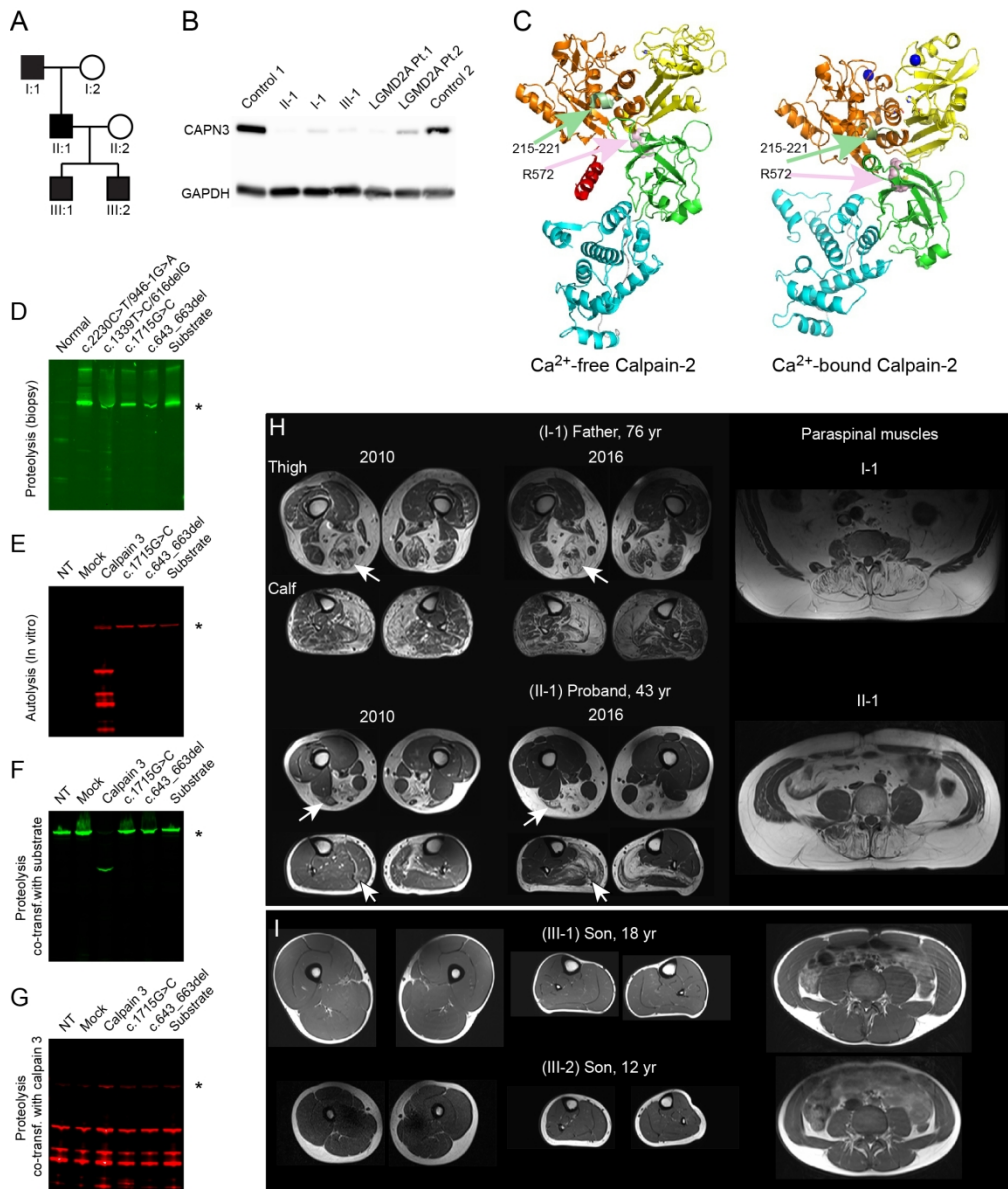 A
I:1
I:2
II:1
II:2
III:1
III:2
B
Control 1
II-1
I-1
III-1
LGMD2A Pt.1
LGMD2A Pt.2
Control 2
CAPN3
GAPDH
C
215-221
R572
215-221
R572
Ca2+-free Calpain-2
Ca2+-bound Calpain-2
D
Normal
c.2230C>T/946-1G>A
c.1339T>C/616delG
c.1715G>C
c.643_663del
Substrate
Proteolysis (biopsy)
*
E
NT
Mock
Calpain 3
c.1715G>C
c.643_663del
Substrate
Autolysis (In vitro)
*
F
NT
Mock
Calpain 3
c.1715G>C
c.643_663del
Substrate
Proteolysis
co-transf.with substrate
*
G
NT
Mock
Calpain 3
c.1715G>C
c.643_663del
Substrate
Proteolysis
co-transf. with calpain 3
*
H
(I-1) Father, 76 yr
Paraspinal muscles
2010
2016
I-1
Thigh
Calf
(II-1) Proband, 43 yr
2010
2016
II-1
I
(III-1) Son, 18 yr
(III-2) Son, 12 yr